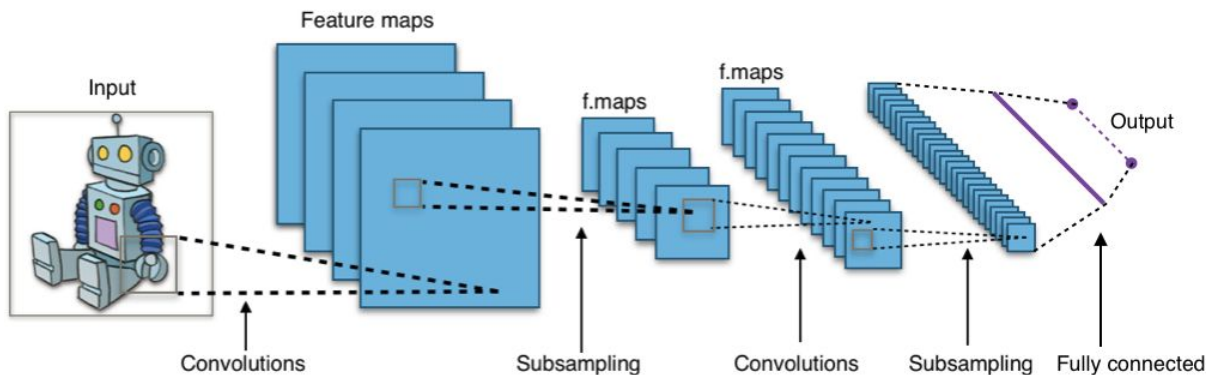 Feature maps
Input
f.maps
f.maps
Output
Convolutions
Subsampling
Convolutions
Subsampling
Fully connected